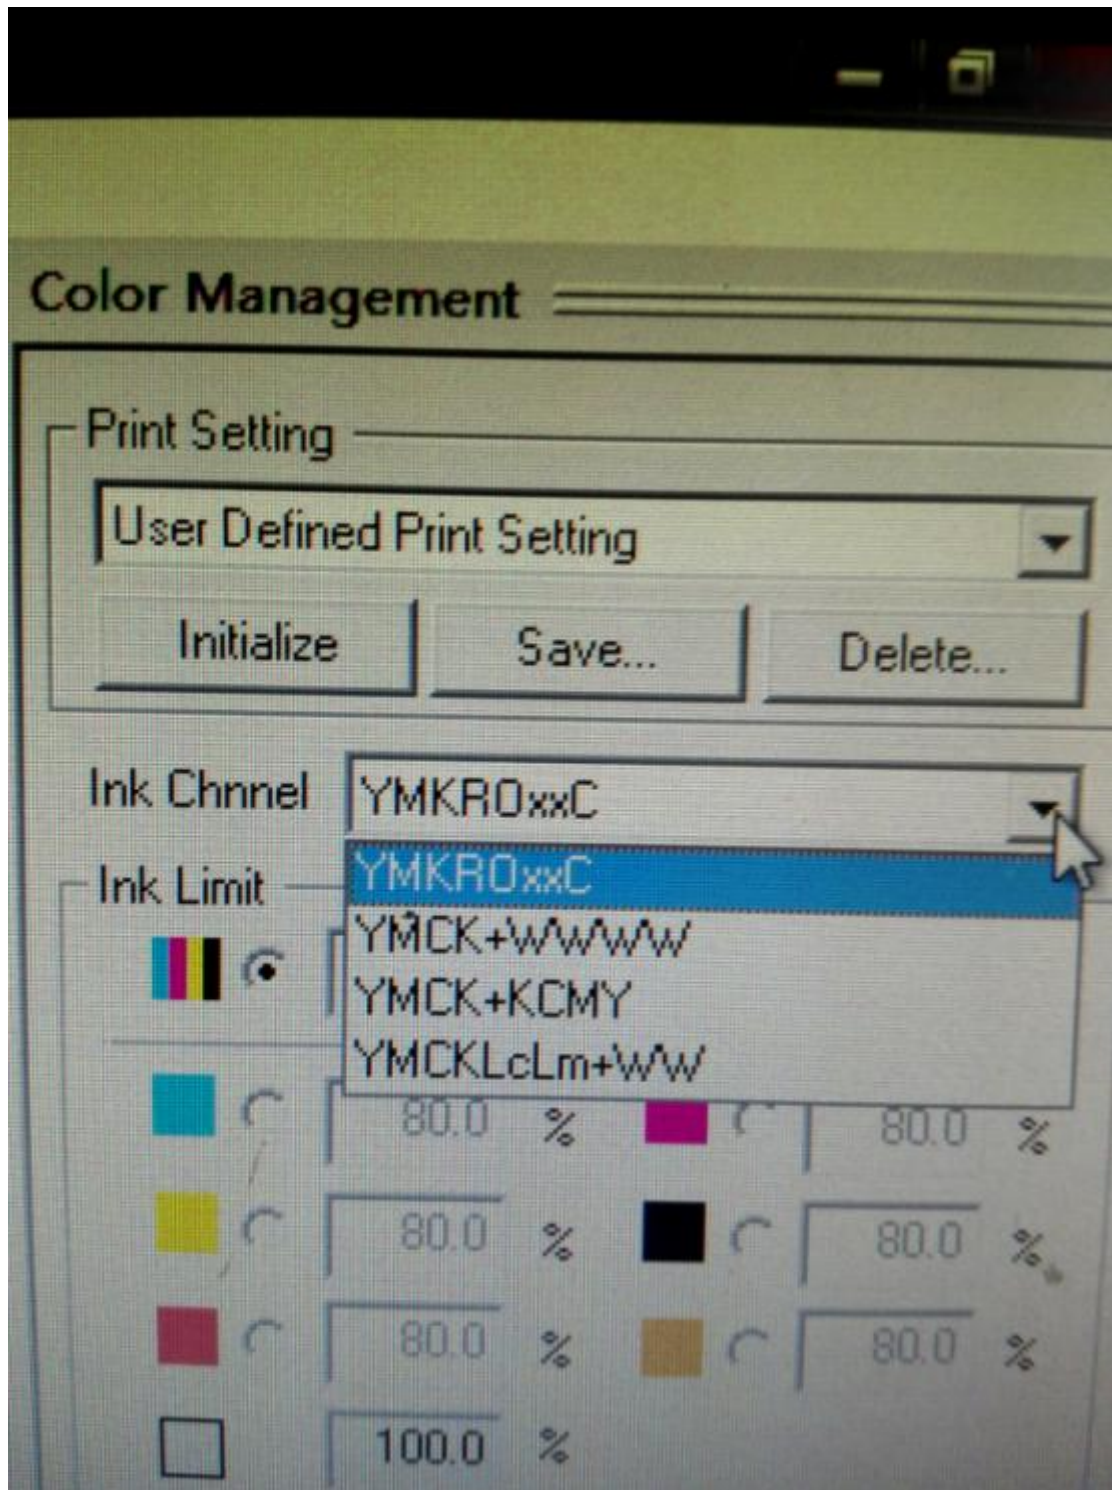 Color Management
Print Setting
User Defined Print Setting
Initialize Save... Delete...
Ink Chnnel YMKROxxC
YMKROxxC
Ink Limit
YMCK+WWWW
YMCK+KCMY
YMCKLcLm+WW
80.0 % 80.0 %
80.0 % 80.0 %
80.0 % 80.0 %
100.0 %